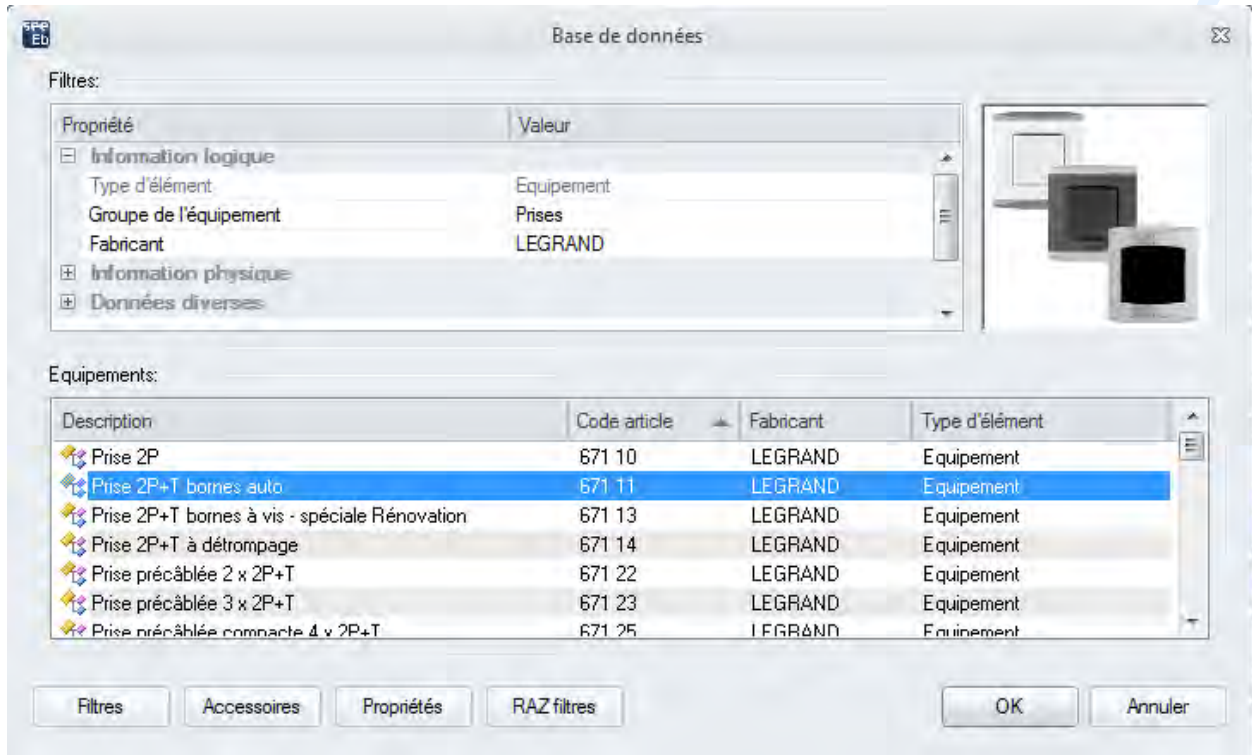 see Eb Base de données
Filtres:
Propriété Valeur
Information logique
Type d'élément Equipement
Groupe de l'équipement Prises
Fabricant LEGRAND
Information physique
Données diverses
Equipements:
Description Code article Fabricant Type d'élément
Prise 2P 671 10 LEGRAND Equipement
Prise 2P+T bornes auto 671 11 LEGRAND Equipement
Prise 2P+T bornes à vis - spéciale Rénovation 671 13 LEGRAND Equipement
Prise 2P+T à détrompage 671 14 LEGRAND Equipement
Prise précâblée 2 x 2P+T 671 22 LEGRAND Equipement
Prise précâblée 3 x 2P+T 671 23 LEGRAND Equipement
Prise précâblée compacte 4 x 2P+T 671 25 LEGRAND Equipement
Filtres Accessoires Propriétés RAZ filtres OK Annuler